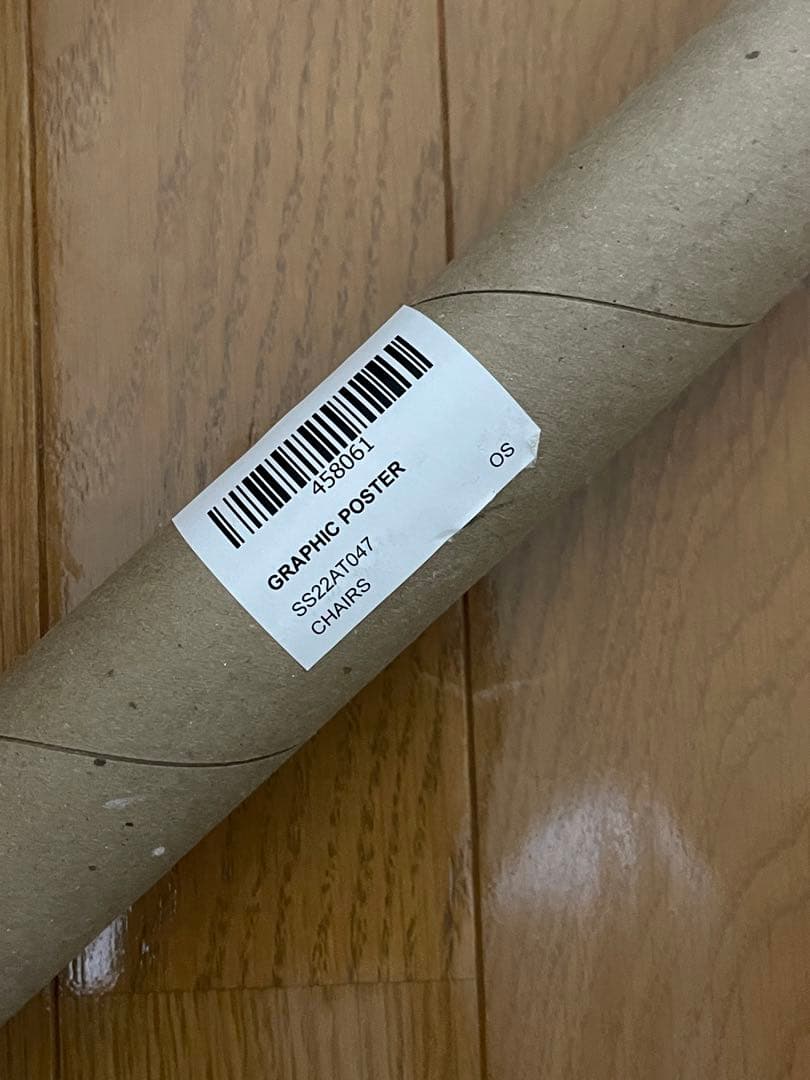 458061
GRAPHIC POSTER
SS22AT047
CHAIRS
OS